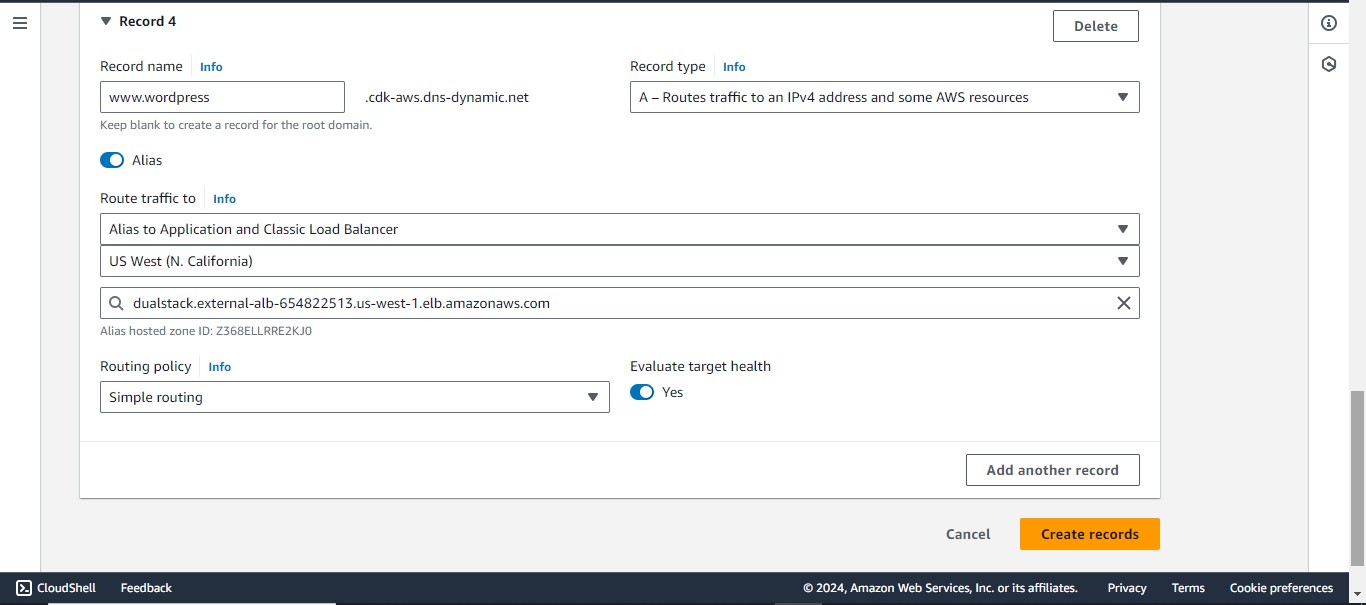 Record 4
Delete
Record name Info
Record type Info
www.wordpress .cdk-aws.dns-dynamic.net
A – Routes traffic to an IPv4 address and some AWS resources
Keep blank to create a record for the root domain.
Alias
Route traffic to Info
Alias to Application and Classic Load Balancer
US West (N. California)
dualstack.external-alb-654822513.us-west-1.elb.amazonaws.com
Alias hosted zone ID: Z368ELLRRE2KJ0
Routing policy Info
Evaluate target health
Simple routing
Yes
Add another record
Cancel
Create records
CloudShell Feedback © 2024, Amazon Web Services, Inc. or its affiliates. Privacy Terms Cookie preferences